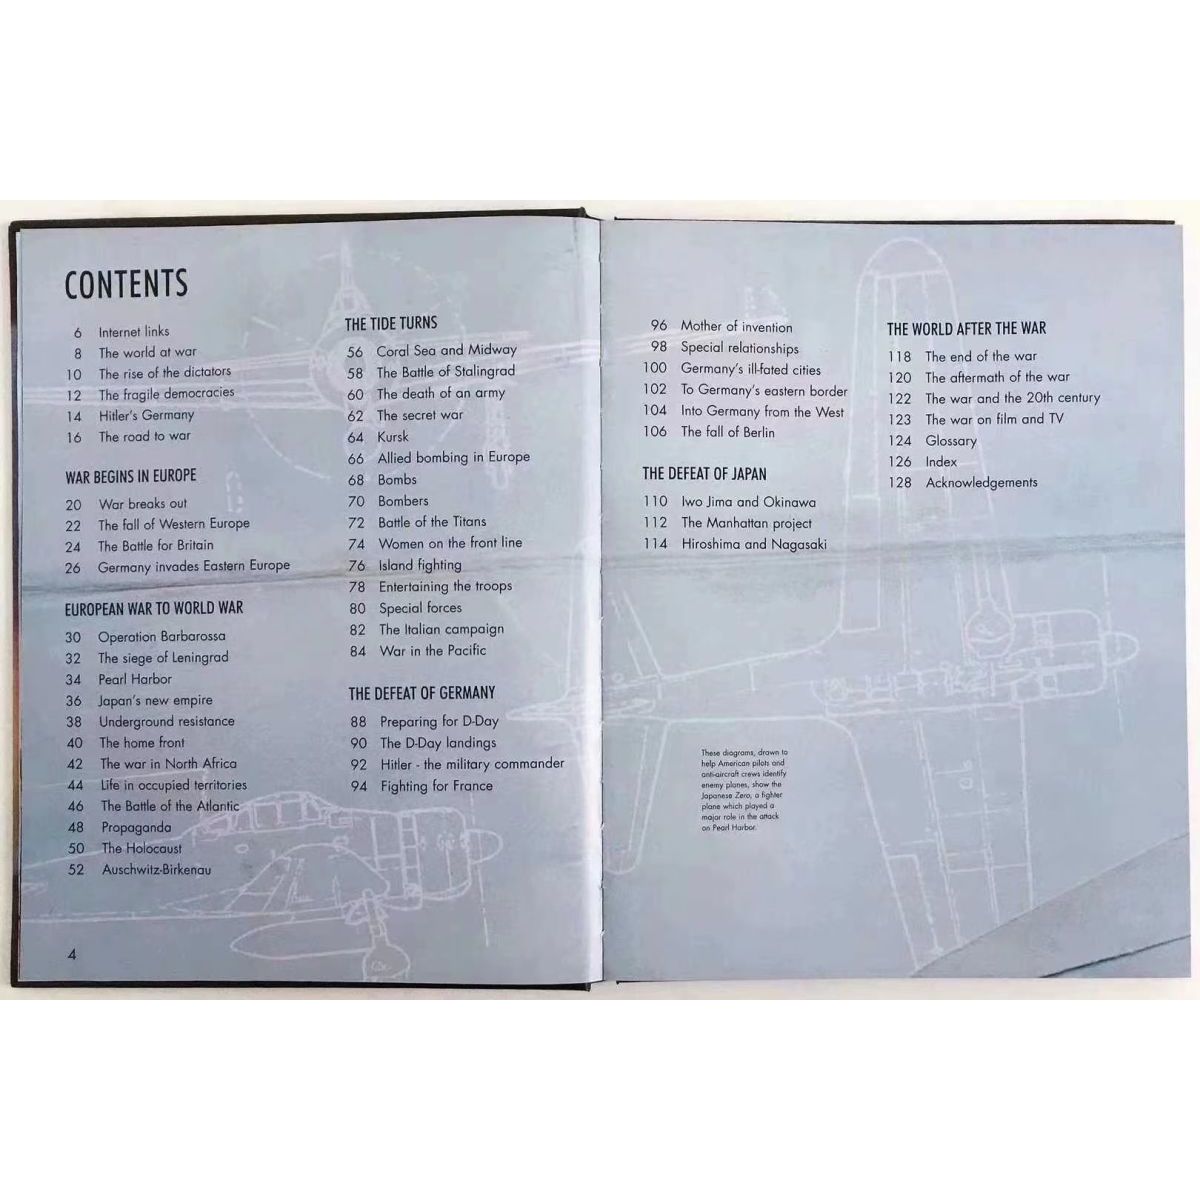 CONTENTS
6 Internet links
8 The world at war
10 The rise of the dictators
12 The fragile democracies
14 Hitler's Germany
16 The road to war
WAR BEGINS IN EUROPE
20 War breaks out
22 The fall of Western Europe
24 The Battle for Britain
26 Germany invades Eastern Europe
EUROPEAN WAR TO WORLD WAR
30 Operation Barbarossa
32 The siege of Leningrad
34 Pearl Harbor
36 Japan's new empire
38 Underground resistance
40 The home front
42 The war in North Africa
44 Life in occupied territories
46 The Battle of the Atlantic
48 Propaganda
50 The Holocaust
52 Auschwitz-Birkenau
4
THE TIDE TURNS
56 Coral Sea and Midway
58 The Battle of Stalingrad
60 The death of an army
62 The secret war
64 Kursk
66 Allied bombing in Europe
68 Bombs
70 Bombers
72 Battle of the Titans
74 Women on the front line
76 Island fighting
78 Entertaining the troops
80 Special forces
82 The Italian campaign
84 War in the Pacific
THE DEFEAT OF GERMANY
88 Preparing for D-Day
90 The D-Day landings
92 Hitler - the military commander
94 Fighting for France
96 Mother of invention
98 Special relationships
100 Germany's ill-fated cities
102 To Germany's eastern border
104 Into Germany from the West
106 The fall of Berlin
THE DEFEAT OF JAPAN
110 Iwo Jima and Okinawa
112 The Manhattan project
114 Hiroshima and Nagasaki
These diagrams, drawn to
help American pilots and
anti-aircraft crews identify
enemy planes, show the
Japanese Zero, a fighter
plane which played a
major role in the attack
on Pearl Harbor.
THE WORLD AFTER THE WAR
118 The end of the war
120 The aftermath of the war
122 The war and the 20th century
123 The war on film and TV
124 Glossary
126 Index
128 Acknowledgements